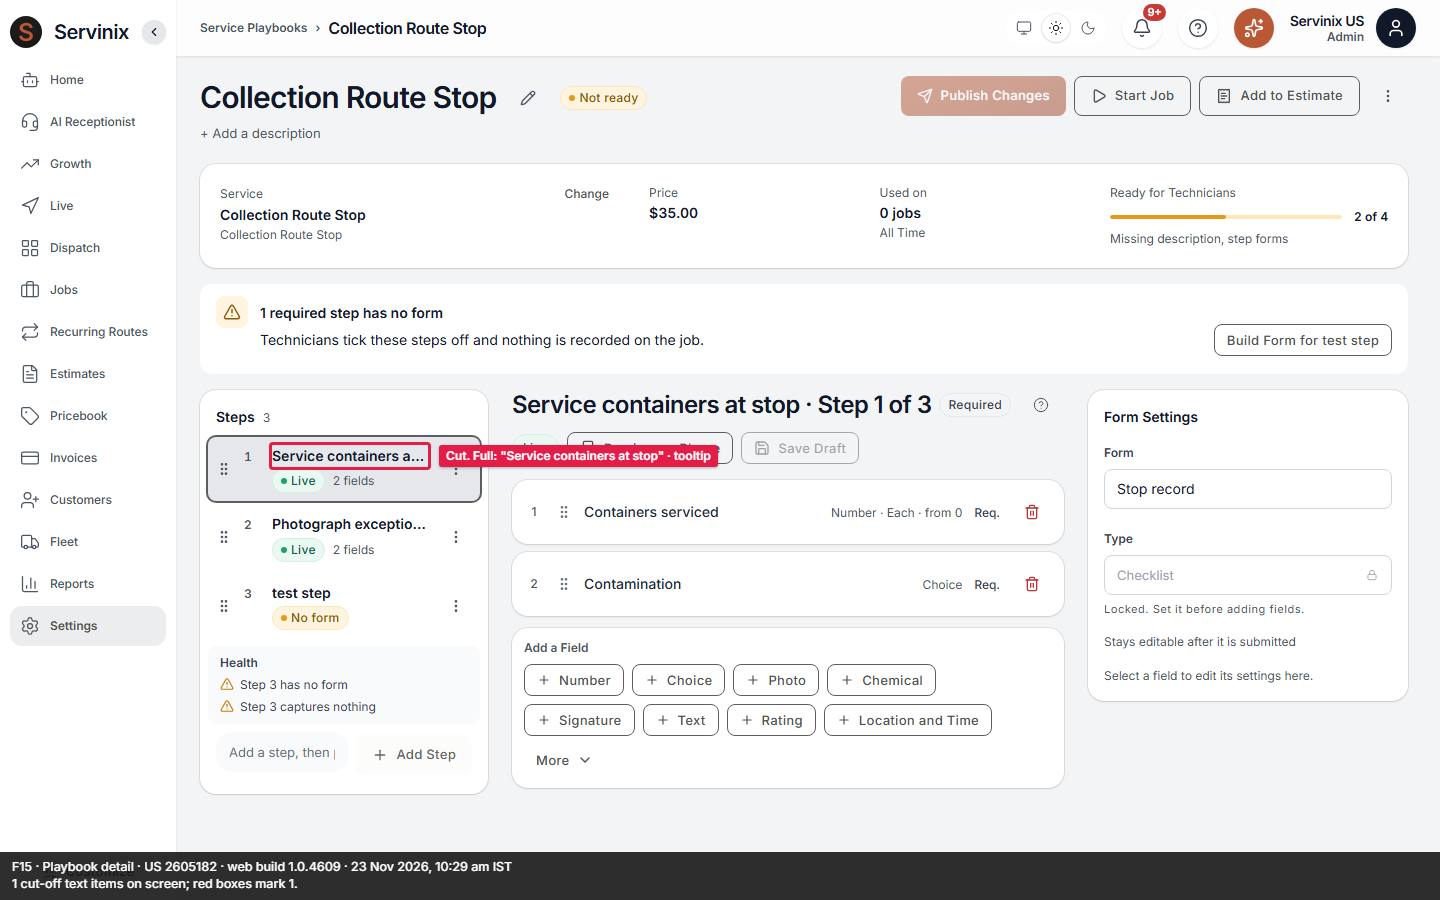 Servinix
Home
AI Receptionist
Growth
Live
Dispatch
Jobs
Recurring Routes
Estimates
Pricebook
Invoices
Customers
Fleet
Reports
Settings
Service Playbooks › Collection Route Stop
9+
Servinix US
Admin
Collection Route Stop
Not ready
Publish Changes
Start Job
Add to Estimate
+ Add a description
Service
Collection Route Stop
Collection Route Stop
Change
Price
$35.00
Used on
0 jobs
All Time
Ready for Technicians
2 of 4
Missing description, step forms
1 required step has no form
Technicians tick these steps off and nothing is recorded on the job.
Build Form for test step
Steps 3
1 Service containers a...
Live 2 fields
2 Photograph exceptio...
Live 2 fields
3 test step
No form
Health
Step 3 has no form
Step 3 captures nothing
Add a step, then
Add Step
Service containers at stop · Step 1 of 3 Required
Cut. Full: "Service containers at stop" · tooltip
Save Draft
1 Containers serviced Number · Each · from 0 Req.
2 Contamination Choice Req.
Add a Field
+ Number + Choice + Photo + Chemical
+ Signature + Text + Rating + Location and Time
More
Form Settings
Form
Stop record
Type
Checklist
Locked. Set it before adding fields.
Stays editable after it is submitted
Select a field to edit its settings here.
F15 · Playbook detail · US 2605182 · web build 1.0.4609 · 23 Nov 2026, 10:29 am IST
1 cut-off text items on screen; red boxes mark 1.